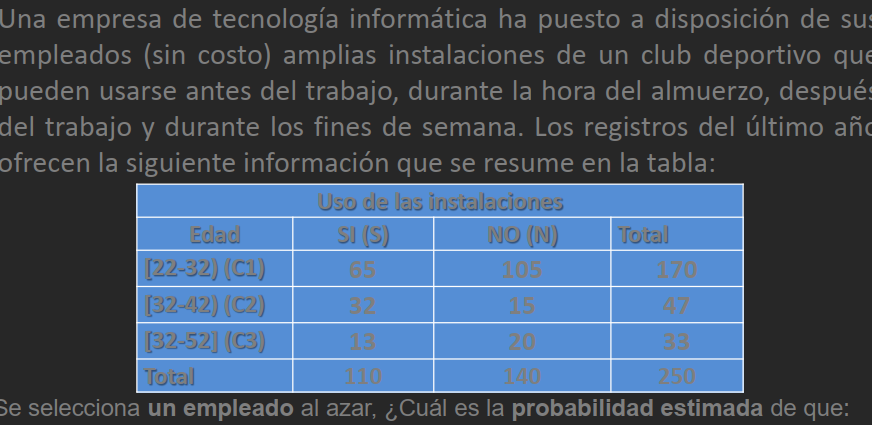 Una empresa de tecnología informática ha puesto a disposición de sus
empleados (sin costo) amplias instalaciones de un club deportivo que
pueden usarse antes del trabajo, durante la hora del almuerzo, después
del trabajo y durante los fines de semana. Los registros del último año
ofrecen la siguiente información que se resume en la tabla:
Uso de las instalaciones
Edad SI (S) NO (N) Total
[22-32) (C1) 65 105 170
[32-42) (C2) 32 15 47
[32-52] (C3) 13 20 33
Total 110 140 250
Se selecciona un empleado al azar, ¿Cuál es la probabilidad estimada de que: